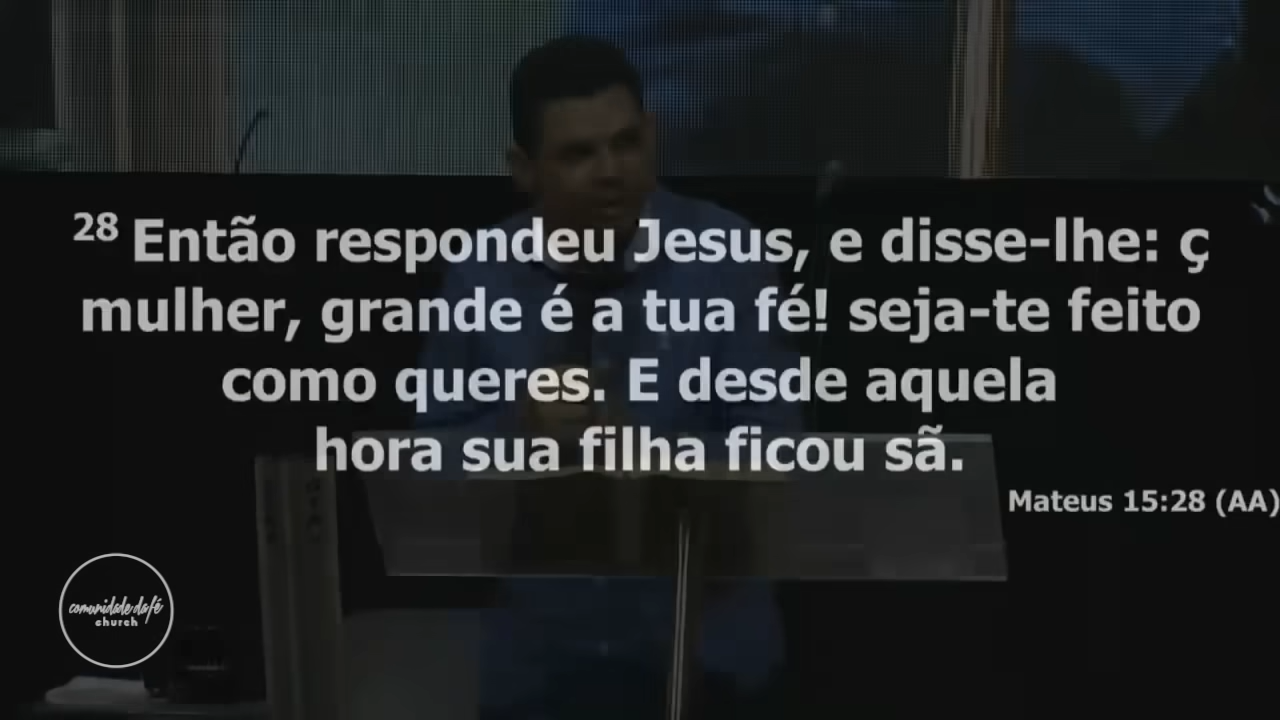 28 Então respondeu Jesus, e disse-lhe: ç
mulher, grande é a tua fé! seja-te feito
como queres. E desde aquela
hora sua filha ficou sã.
Mateus 15:28 (AA)
comunidade da fé
church